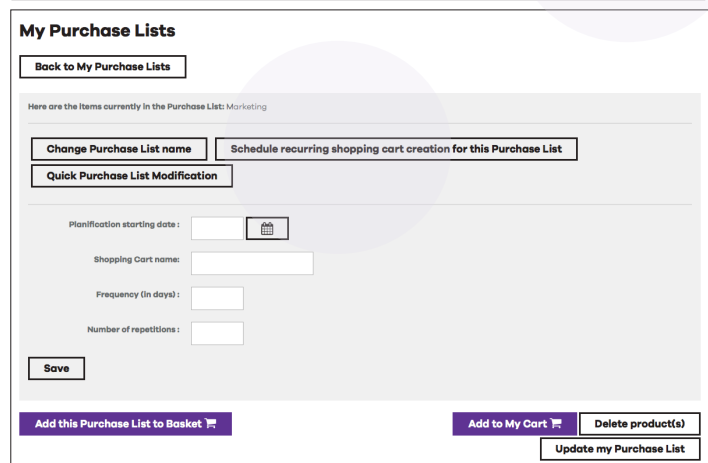 My Purchase Lists
Back to My Purchase Lists
Here are the items currently in the Purchase List: Marketing
Change Purchase List name
Schedule recurring shopping cart creation for this Purchase List
Quick Purchase List Modification
Planification starting date :
Shopping Cart name:
Frequency (in days) :
Number of repetitions :
Save
Add this Purchase List to Basket
Add to My Cart
Delete product(s)
Update my Purchase List